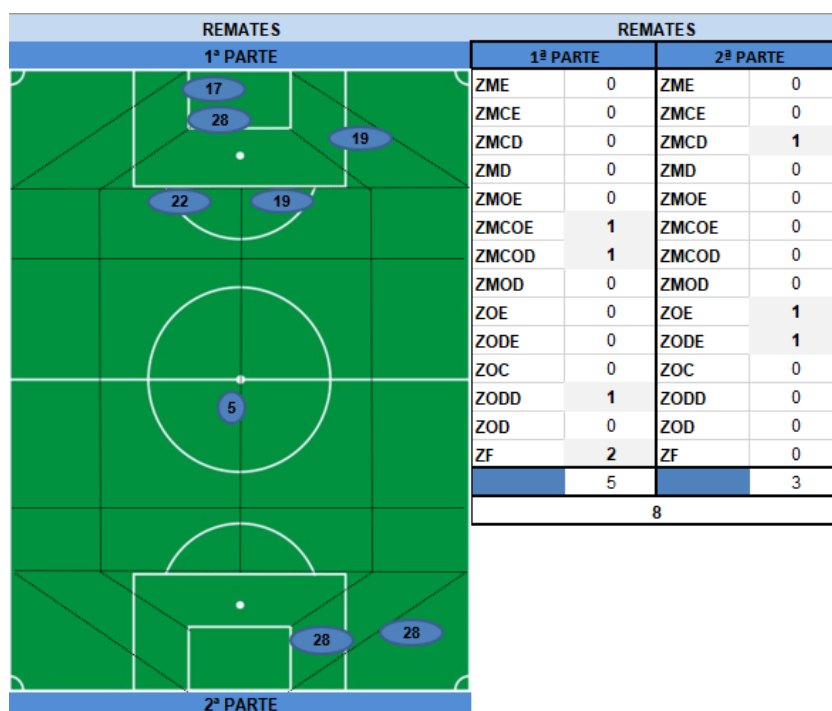 REMATES
1ª PARTE
17
28
19
22
19
5
28
28
2ª PARTE
REMATES
1ª PARTE 2ª PARTE
ZME 0 ZME 0
ZMCE 0 ZMCE 0
ZMCD 0 ZMCD 1
ZMD 0 ZMD 0
ZMOE 0 ZMOE 0
ZMCOE 1 ZMCOE 0
ZMCOD 1 ZMCOD 0
ZMOD 0 ZMOD 0
ZOE 0 ZOE 1
ZODE 0 ZODE 1
ZOC 0 ZOC 0
ZODD 1 ZODD 0
ZOD 0 ZOD 0
ZF 2 ZF 0
5 3
8